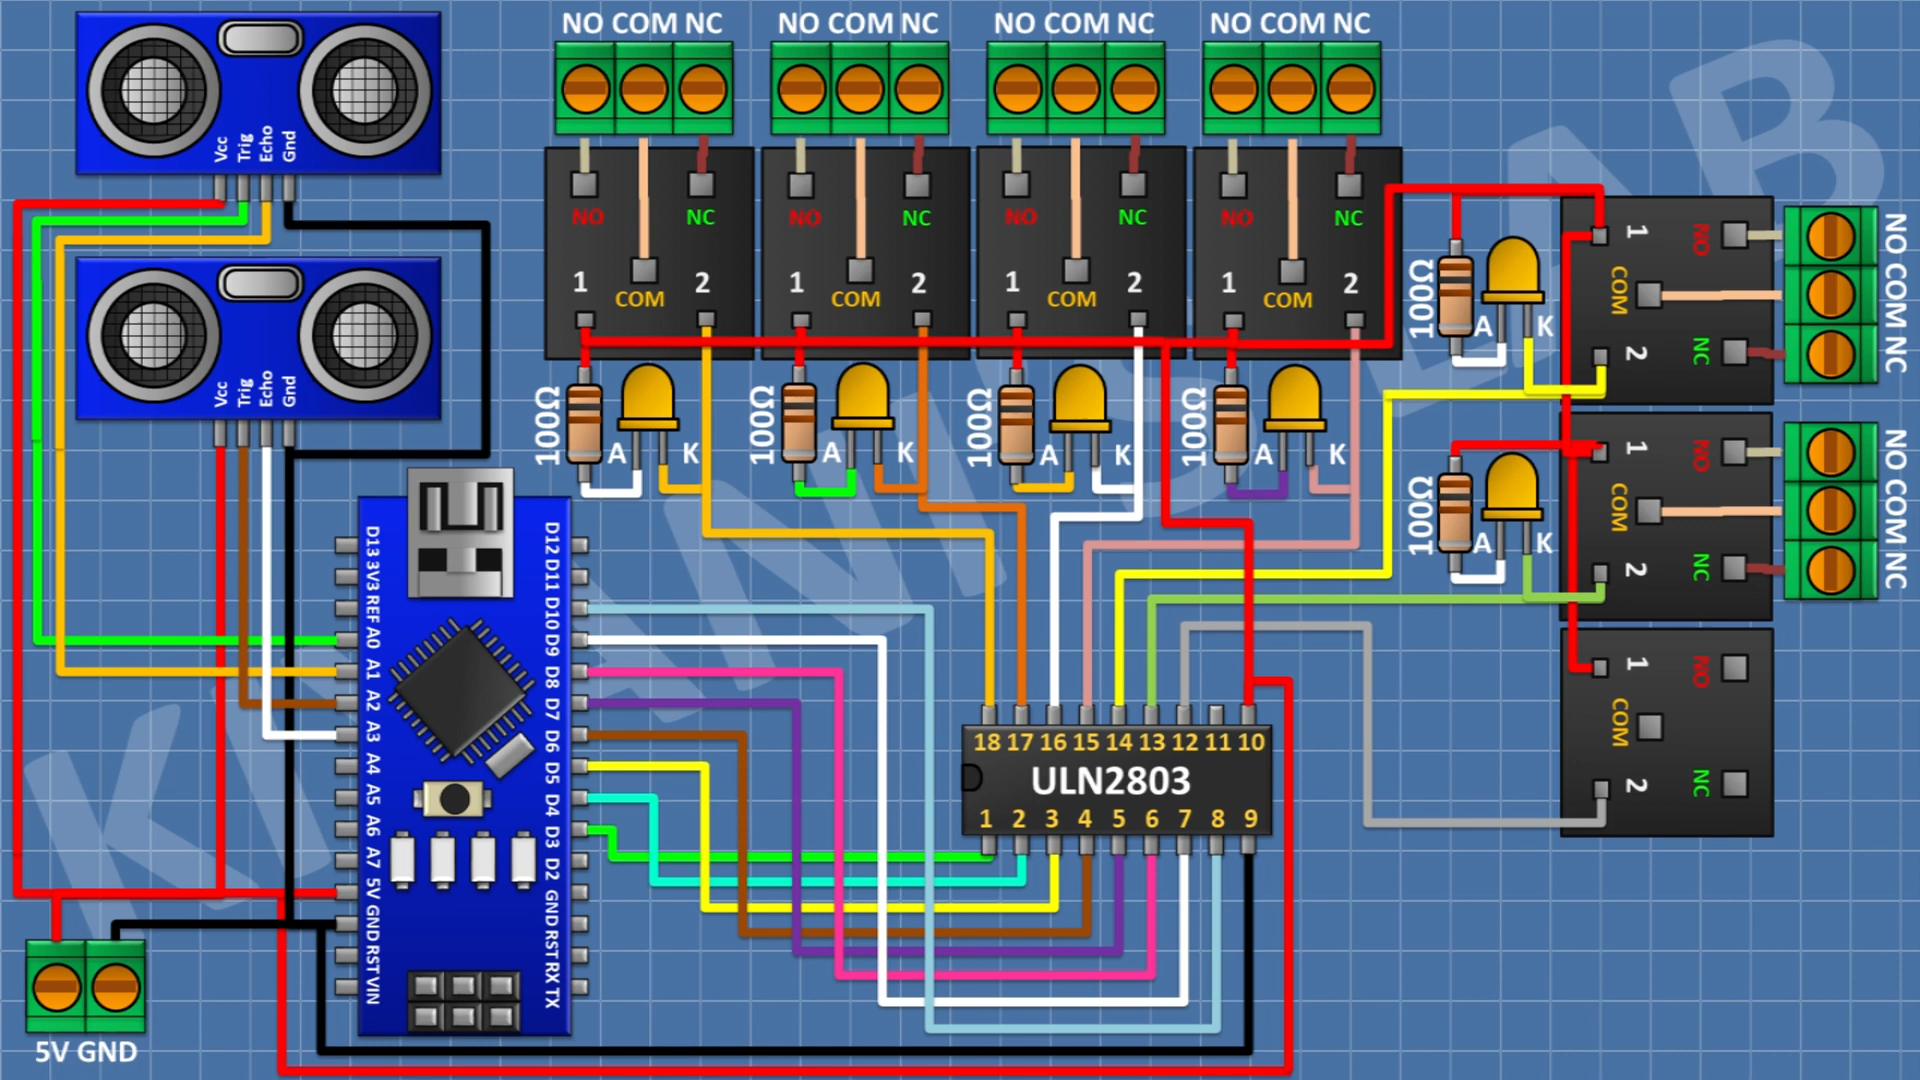 NO COM NC
NO COM NC
NO COM NC
NO COM NC
Vcc Trig Echo Gnd
NO NC
1 2
COM
NO NC
1 2
COM
NO NC
1 2
COM
NO NC
1 2
COM
100Ω
A K
1 NO
COM
2 NC
NO COM NC
Vcc Trig Echo Gnd
100Ω
A K
100Ω
A K
100Ω
A K
100Ω
A K
100Ω
A K
1 NO
COM
2 NC
NO COM NC
1 NO
COM
2 NC
D13 3V3 REF A0 A1 A2 A3 A4 A5 A6 A7 5V GND RST VIN
D12 D11 D10 D9 D8 D7 D6 D5 D4 D3 D2 GND RST RX TX
18 17 16 15 14 13 12 11 10
ULN2803
1 2 3 4 5 6 7 8 9
5V GND